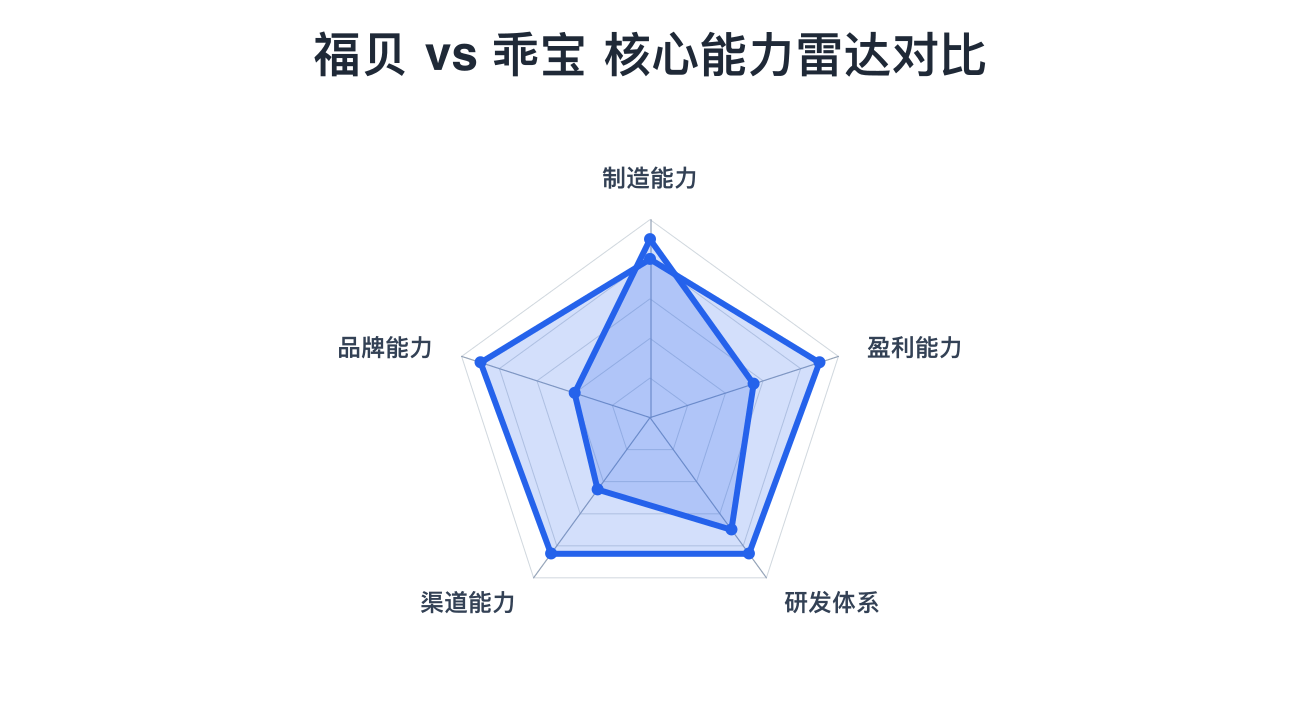 福贝 vs 乖宝 核心能力雷达对比
制造能力
品牌能力
盈利能力
渠道能力
研发体系